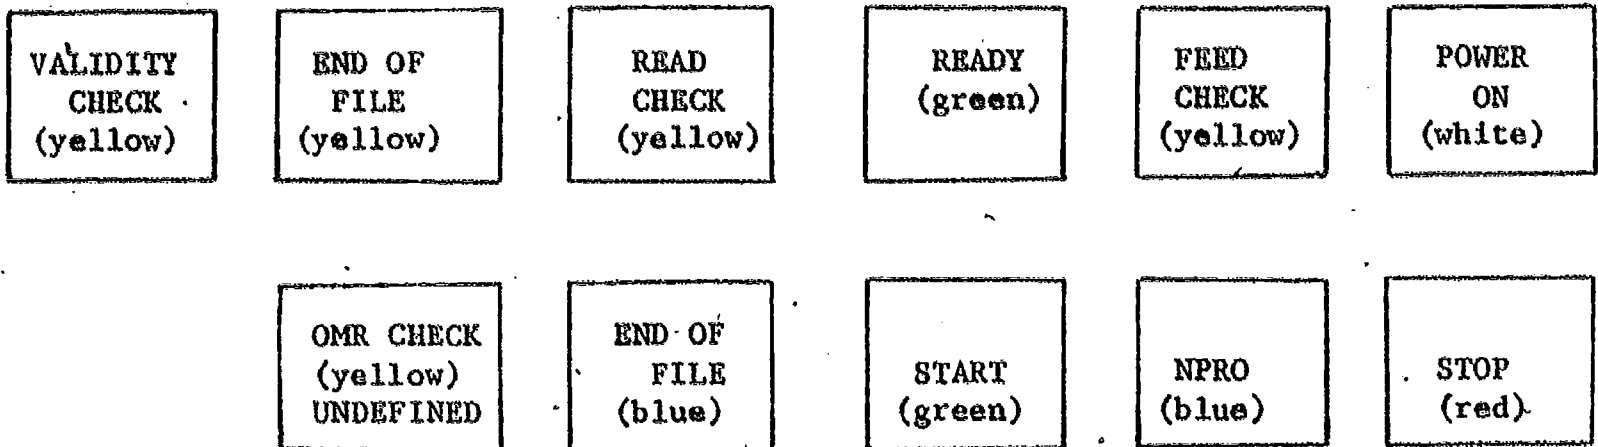 VALIDITY
CHECK
(yellow)
END OF
FILE
(yellow)
READ
CHECK
(yellow)
READY
(green)
FEED
CHECK
(yellow)
POWER
ON
(white)
OMR CHECK
(yellow)
UNDEFINED
END OF
FILE
(blue)
START
(green)
NPRO
(blue)
STOP
(red)